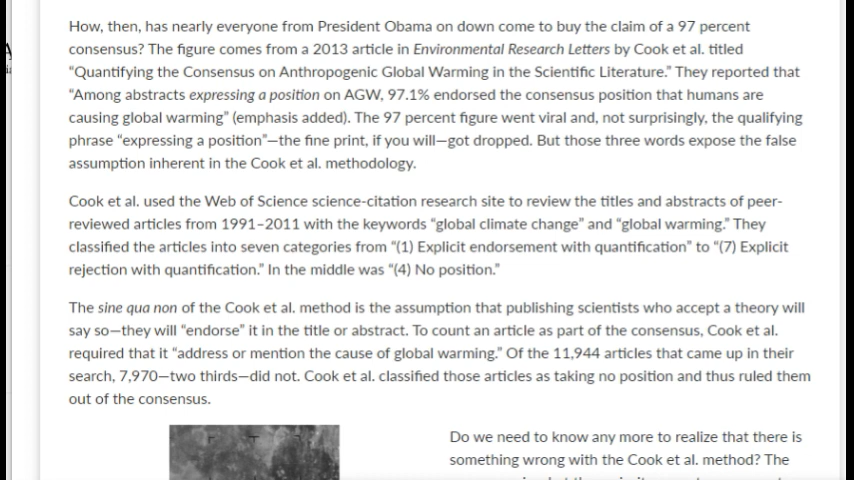 How, then, has nearly everyone from President Obama on down come to buy the claim of a 97 percent
consensus? The figure comes from a 2013 article in Environmental Research Letters by Cook et al. titled
“Quantifying the Consensus on Anthropogenic Global Warming in the Scientific Literature.” They reported that
“Among abstracts expressing a position on AGW, 97.1% endorsed the consensus position that humans are
causing global warming” (emphasis added). The 97 percent figure went viral and, not surprisingly, the qualifying
phrase “expressing a position”—the fine print, if you will—got dropped. But those three words expose the false
assumption inherent in the Cook et al. methodology.
Cook et al. used the Web of Science science-citation research site to review the titles and abstracts of peer-
reviewed articles from 1991–2011 with the keywords “global climate change” and “global warming.” They
classified the articles into seven categories from “(1) Explicit endorsement with quantification” to “(7) Explicit
rejection with quantification.” In the middle was “(4) No position.”
The sine qua non of the Cook et al. method is the assumption that publishing scientists who accept a theory will
say so—they will “endorse” it in the title or abstract. To count an article as part of the consensus, Cook et al.
required that it “address or mention the cause of global warming.” Of the 11,944 articles that came up in their
search, 7,970—two thirds—did not. Cook et al. classified those articles as taking no position and thus ruled them
out of the consensus.
Do we need to know any more to realize that there is
something wrong with the Cook et al. method? The